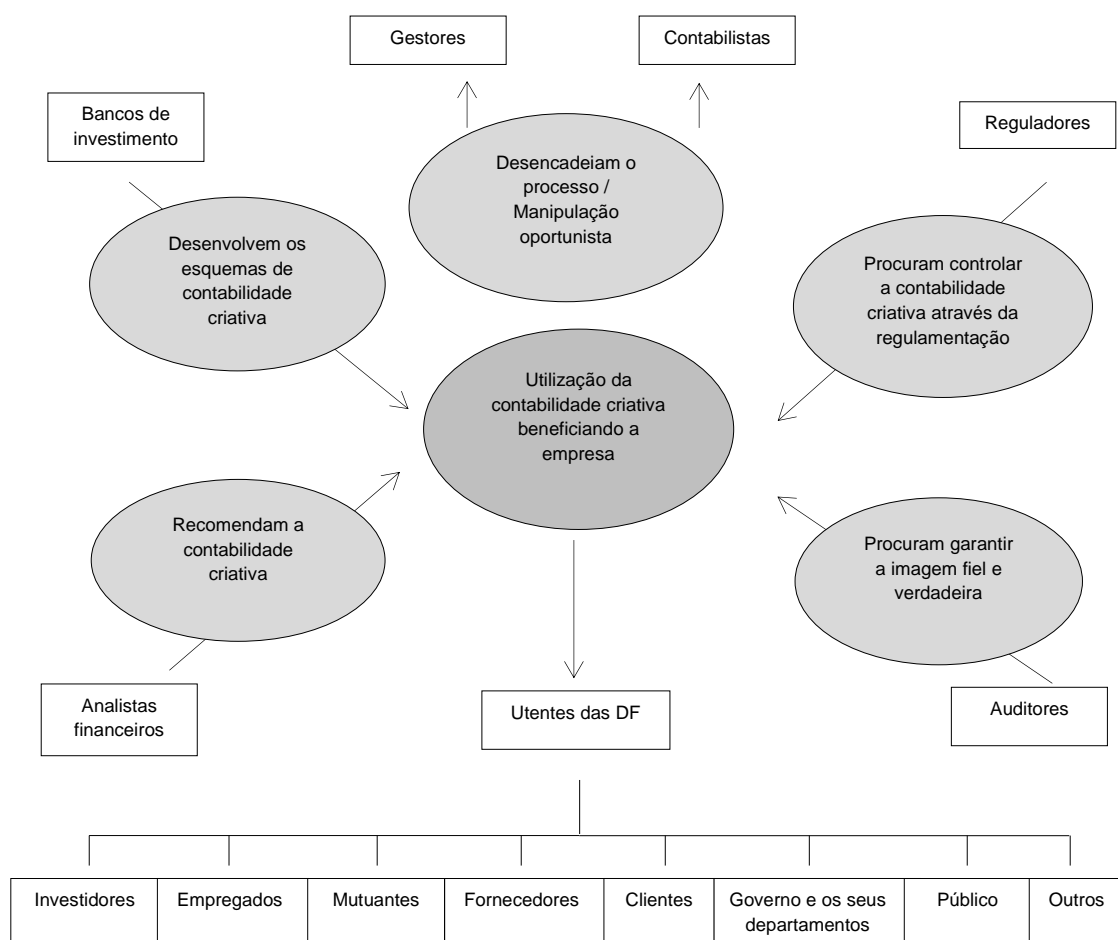 Gestores
Contabilistas
Bancos de
investimento
Reguladores
Desencadeiam o
processo /
Manipulação
oportunista
Desenvolvem os
esquemas de
contabilidade
criativa
Procuram controlar
a contabilidade
criativa através da
regulamentação
Utilização da
contabilidade criativa
beneficiando a
empresa
Recomendam a
contabilidade
criativa
Procuram garantir
a imagem fiel e
verdadeira
Analistas
financeiros
Utentes das DF
Auditores
Investidores
Empregados
Mutuantes
Fornecedores
Clientes
Governo e os seus
departamentos
Público
Outros